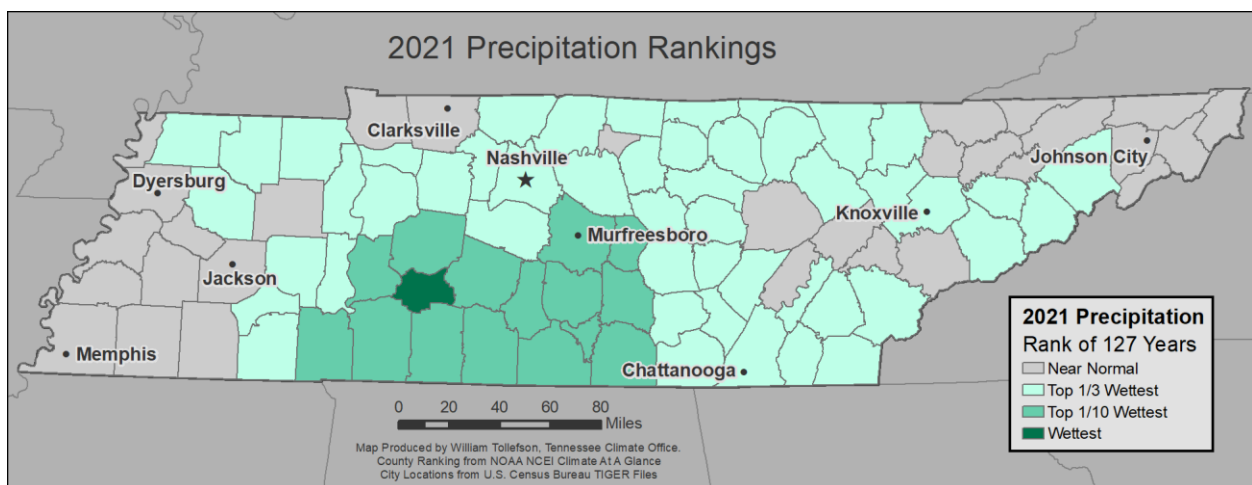 2021 Precipitation Rankings
Clarksville
Nashville
Johnson City
Dyersburg
Knoxville
Murfreesboro
Jackson
Memphis
Chattanooga
2021 Precipitation
Rank of 127 Years
Near Normal
Top 1/3 Wettest
Top 1/10 Wettest
Wettest
0 20 40 60 80
Miles
Map Produced by William Tollefson, Tennessee Climate Office.
County Ranking from NOAA NCEI Climate At A Glance
City Locations from U.S. Census Bureau TIGER Files